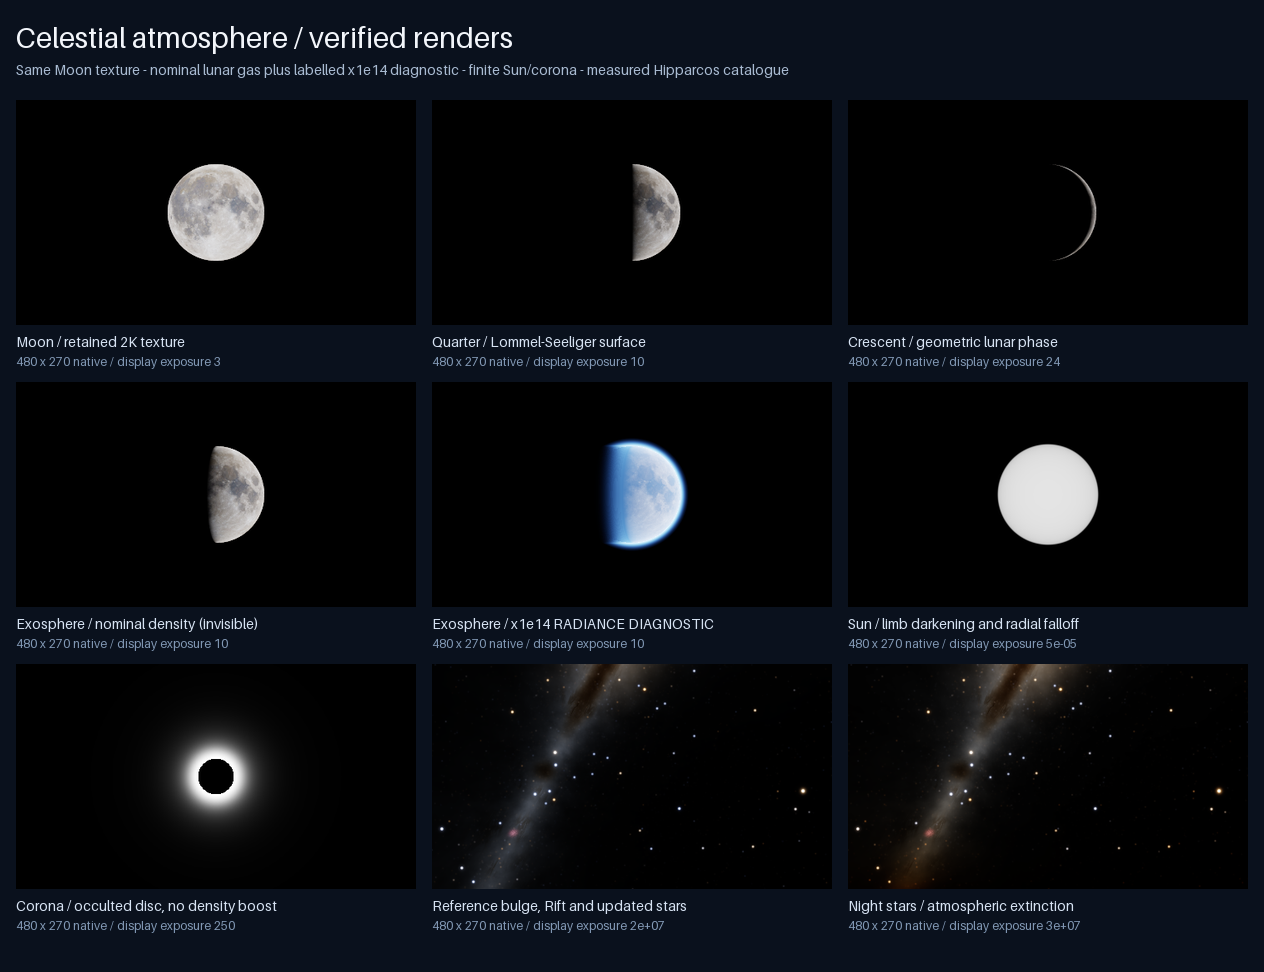 Celestial atmosphere / verified renders
Same Moon texture - nominal lunar gas plus labelled x1e14 diagnostic - finite Sun/corona - measured Hipparcos catalogue
Moon / retained 2K texture
480 x 270 native / display exposure 3
Quarter / Lommel-Seeliger surface
480 x 270 native / display exposure 10
Crescent / geometric lunar phase
480 x 270 native / display exposure 24
Exosphere / nominal density (invisible)
480 x 270 native / display exposure 10
Exosphere / x1e14 RADIANCE DIAGNOSTIC
480 x 270 native / display exposure 10
Sun / limb darkening and radial falloff
480 x 270 native / display exposure 5e-05
Corona / occulted disc, no density boost
480 x 270 native / display exposure 250
Reference bulge, Rift and updated stars
480 x 270 native / display exposure 2e+07
Night stars / atmospheric extinction
480 x 270 native / display exposure 3e+07